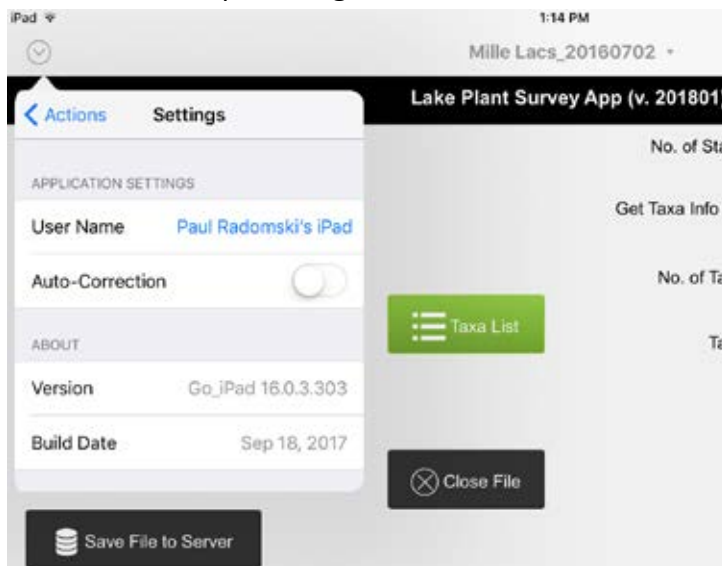 iPad
1:14 PM
Mille Lacs_20160702
Lake Plant Survey App (v. 201801)
Actions Settings
No. of Sta
APPLICATION SETTINGS
Get Taxa Info
User Name Paul Radomski's iPad
Auto-Correction
No. of Ta
Taxa List
ABOUT
Ta
Version Go_iPad 16.0.3.303
Build Date Sep 18, 2017
Close File
Save File to Server